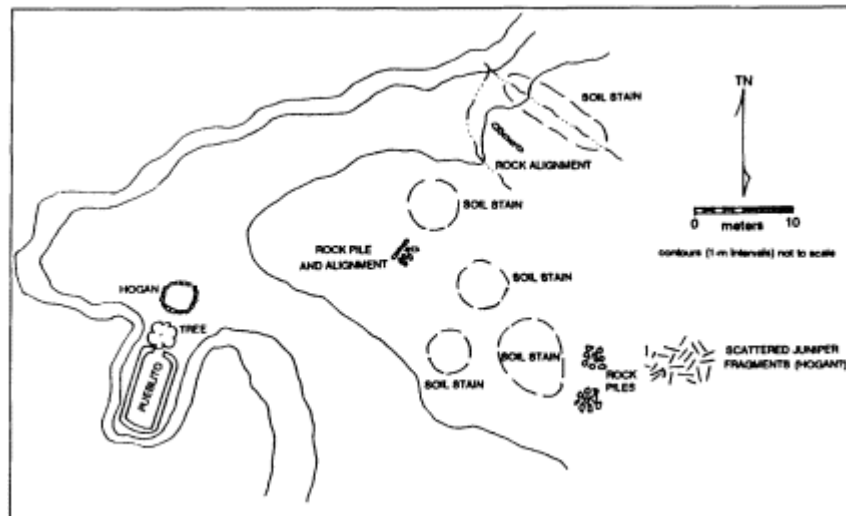 TN
SOIL STAIN
ROCK ALIGNMENT
SOIL STAIN
0 meters 10
contours (1-m intervals) not to scale
ROCK PILE
AND ALIGNMENT
SOIL STAIN
HOGAN
TREE
PUEBLITO
SOIL STAIN
SOIL STAIN
ROCK
PILES
SCATTERED JUNIPER
FRAGMENTS (HOGAN?)